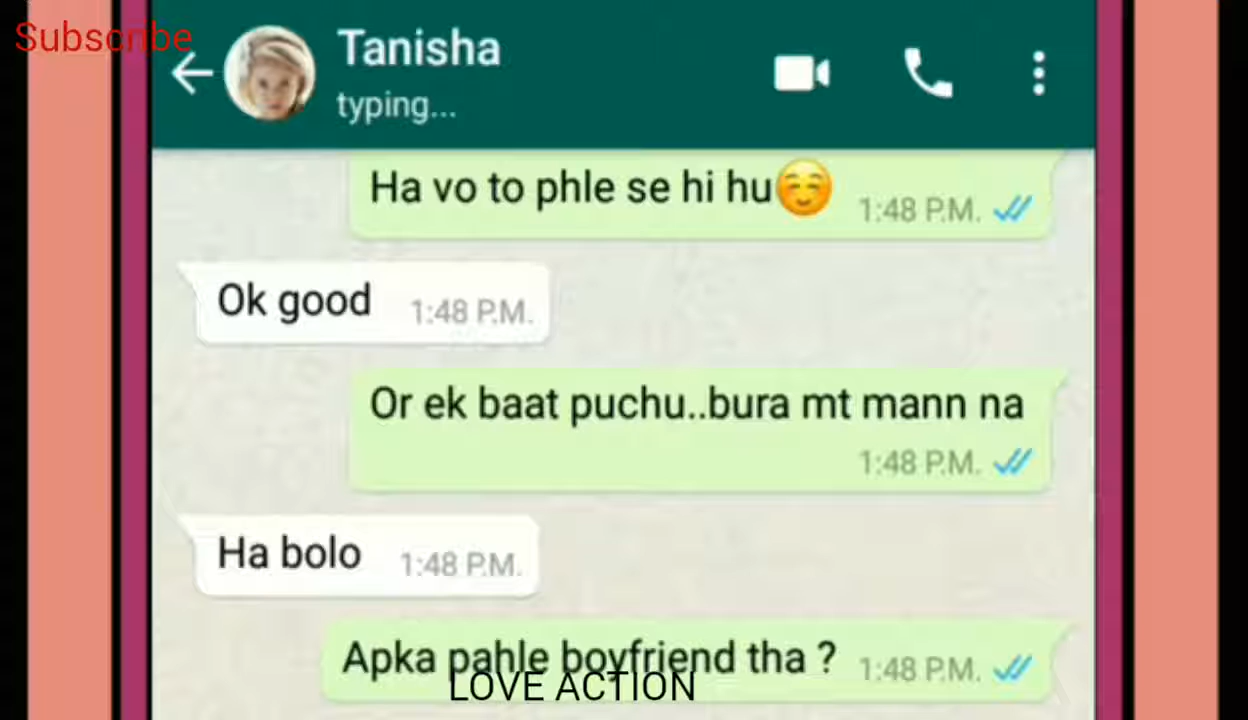 Subscribe
Tanisha
typing...
Ha vo to phle se hi hu☺️ 1:48 P.M.
Ok good 1:48 P.M.
Or ek baat puchu..bura mt mann na
1:48 P.M.
Ha bolo 1:48 P.M.
Apka pahle boyfriend tha ? 1:48 P.M.
LOVE ACTION